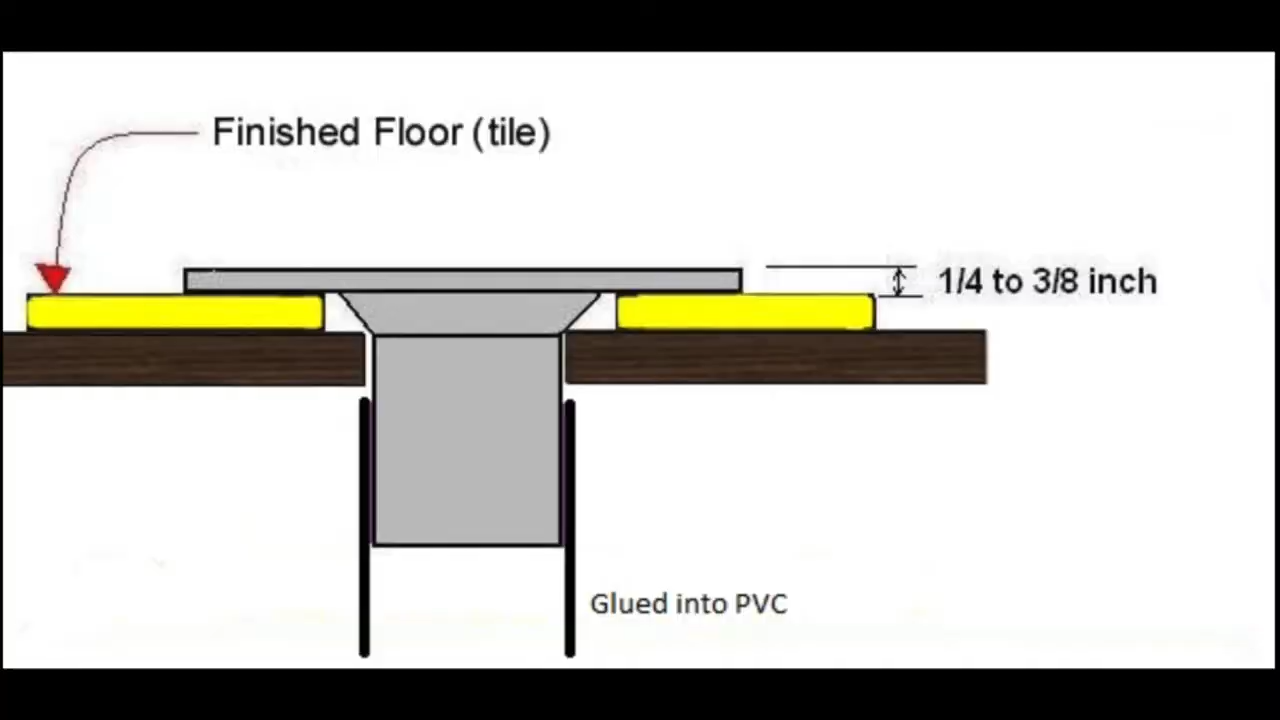 Finished Floor (tile)
1/4 to 3/8 inch
Glued into PVC